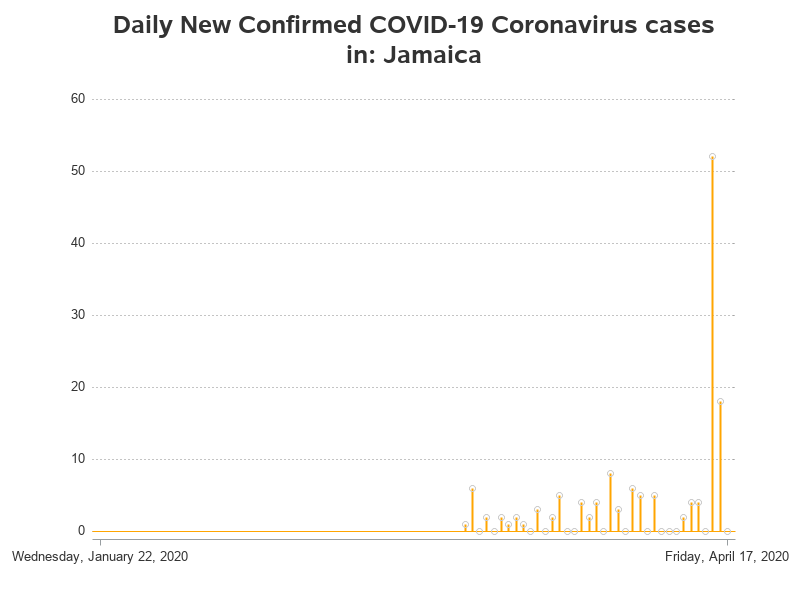 Daily New Confirmed COVID-19 Coronavirus cases
in: Jamaica
60
50
40
30
20
10
0
Wednesday, January 22, 2020
Friday, April 17, 2020